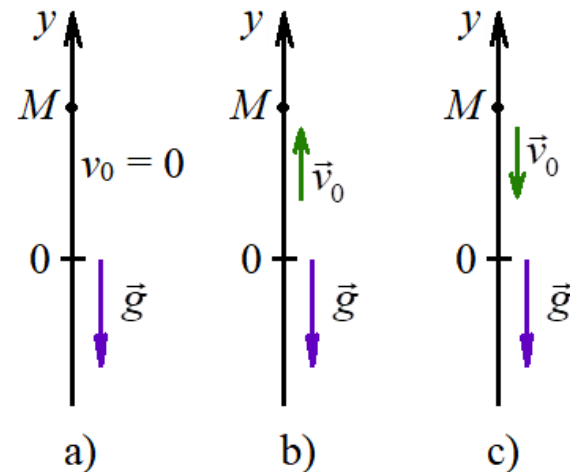 y y y
M M M
v₀ = 0 v⃗₀ v⃗₀
0 0 0
g⃗ g⃗ g⃗
a) b) c)